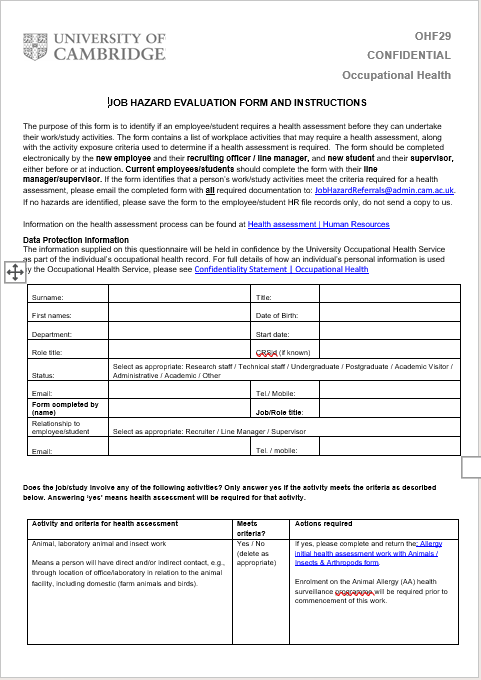 UNIVERSITY OF
CAMBRIDGE
OHF29
CONFIDENTIAL
Occupational Health
JOB HAZARD EVALUATION FORM AND INSTRUCTIONS
The purpose of this form is to identify if an employee/student requires a health assessment before they can undertake
their work/study activities. The form contains a list of workplace activities that may require a health assessment, along
with the activity exposure criteria used to determine if a health assessment is required. The form should be completed
electronically by the new employee and their recruiting officer / line manager, and new student and their supervisor,
either before or at induction. Current employees/students should complete the form with their line
manager/supervisor. If the form identifies that a person's work/study activities meet the criteria required for a health
assessment, please email the completed form with all required documentation to: JobHazardReferrals@admin.cam.ac.uk.
If no hazards are identified, please save the form to the employee/student HR file records only, do not send a copy to us.
Information on the health assessment process can be found at Health assessment | Human Resources
Data Protection Information
The information supplied on this questionnaire will be held in confidence by the University Occupational Health Service
as part of the individual's occupational health record. For full details of how an individual's personal information is used
by the Occupational Health Service, please see Confidentiality Statement | Occupational Health
Surname:
Title:
First names:
Date of Birth:
Department:
Start date:
Role title:
CRSid (if known)
Status:
Select as appropriate: Research staff / Technical staff / Undergraduate / Postgraduate / Academic Visitor /
Administrative / Academic / Other
Email:
Tel / Mobile:
Form completed by
(name)
Job/Role title:
Relationship to
employee/student
Select as appropriate: Recruiter / Line Manager / Supervisor
Email:
Tel. / mobile:
Does the job/study involve any of the following activities? Only answer yes if the activity meets the criteria as described
below. Answering 'yes' means health assessment will be required for that activity.
Activity and criteria for health assessment
Meets
criteria?
Actions required
Animal, laboratory animal and insect work
Means a person will have direct and/or indirect contact, e.g.,
through location of office/laboratory in relation to the animal
facility, including domestic (farm animals and birds).
Yes / No
(delete as
appropriate)
If yes, please complete and return the: Allergy
initial health assessment work with Animals /
Insects & Arthropods form.
Enrolment on the Animal Allergy (AA) health
surveillance programme will be required prior to
commencement of this work.